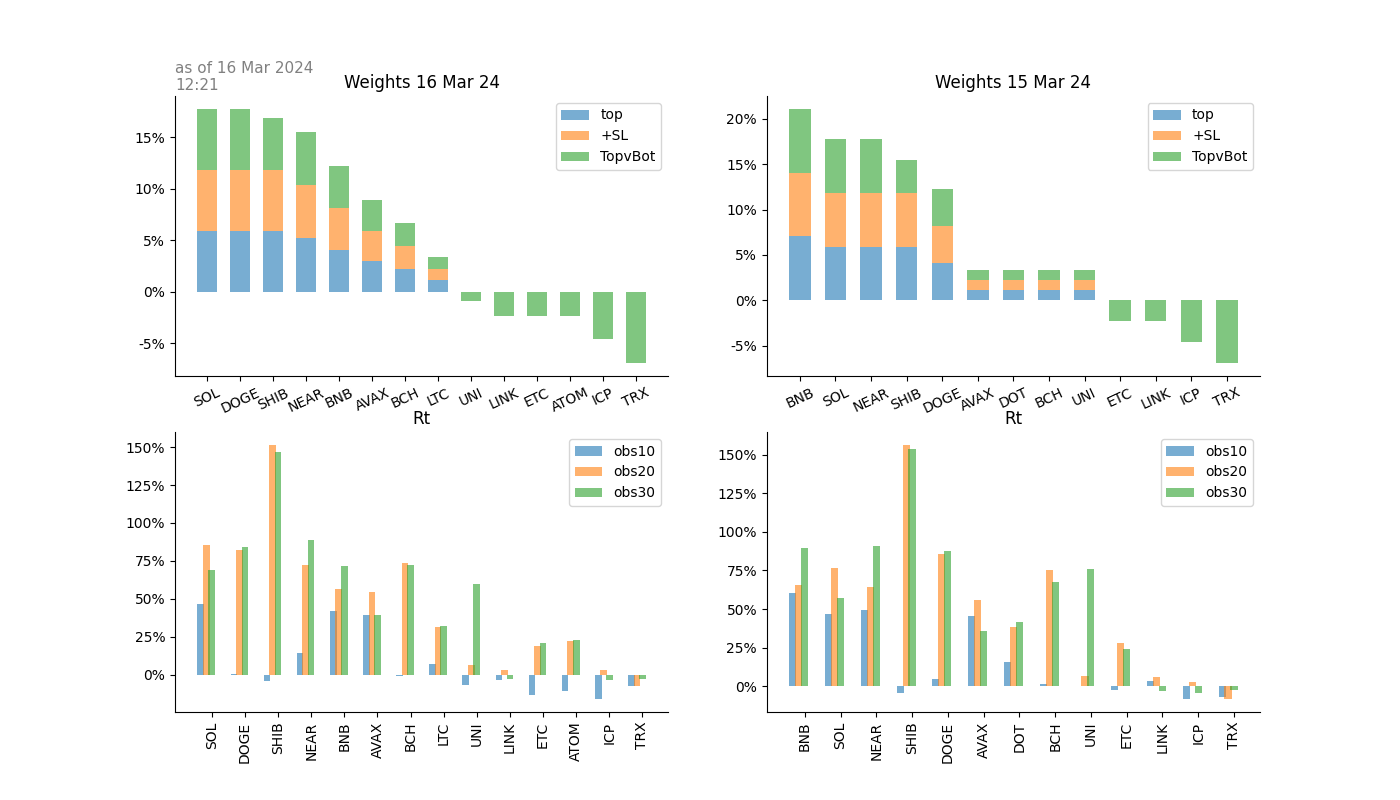 as of 16 Mar 2024
12:21
Weights 16 Mar 24
15%
10%
5%
0%
-5%
top
+SL
TopvBot
SOL DOGE SHIB NEAR BNB AVAX BCH LTC UNI LINK ETC ATOM ICP TRX
Weights 15 Mar 24
20%
15%
10%
5%
0%
-5%
top
+SL
TopvBot
BNB SOL NEAR SHIB DOGE AVAX DOT BCH UNI ETC LINK ICP TRX
Rt
150%
125%
100%
75%
50%
25%
0%
obs10
obs20
obs30
SOL DOGE SHIB NEAR BNB AVAX BCH LTC UNI LINK ETC ATOM ICP TRX
Rt
150%
125%
100%
75%
50%
25%
0%
obs10
obs20
obs30
BNB SOL NEAR SHIB DOGE AVAX DOT BCH UNI ETC LINK ICP TRX